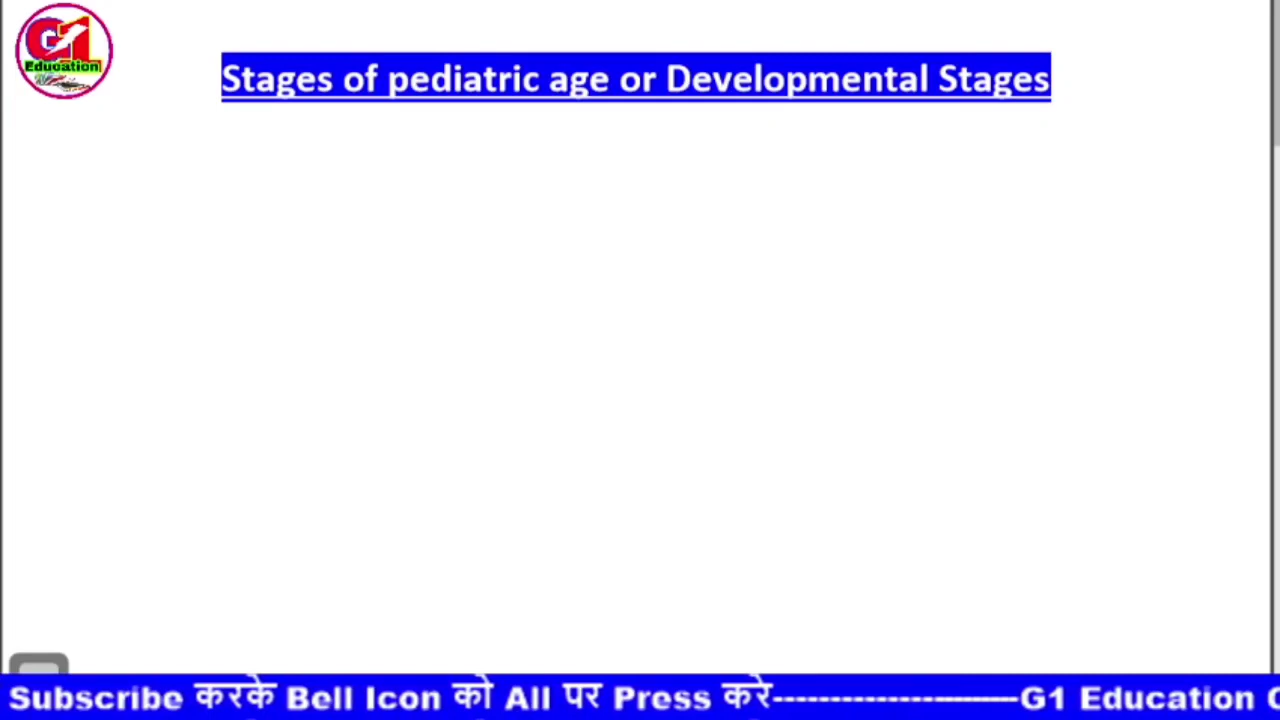 G1
Education
Stages of pediatric age or Developmental Stages
Subscribe करके Bell Icon को All पर Press करे---------------------G1 Education